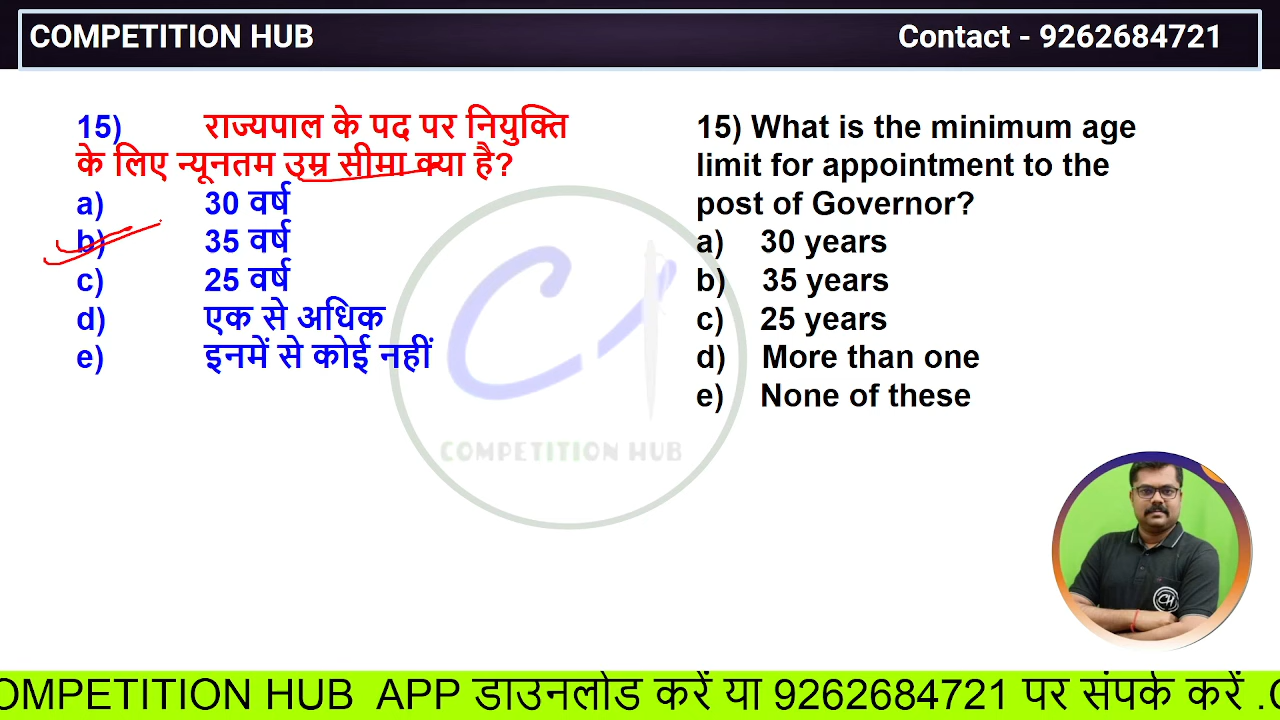 COMPETITION HUB
Contact - 9262684721
15) राज्यपाल के पद पर नियुक्ति
के लिए न्यूनतम उम्र सीमा क्या है?
a) 30 वर्ष
b) 35 वर्ष
c) 25 वर्ष
d) एक से अधिक
e) इनमें से कोई नहीं
15) What is the minimum age
limit for appointment to the
post of Governor?
a) 30 years
b) 35 years
c) 25 years
d) More than one
e) None of these
COMPETITION HUB
CH
OMPETITION HUB APP डाउनलोड करें या 9262684721 पर संपर्क करें .C